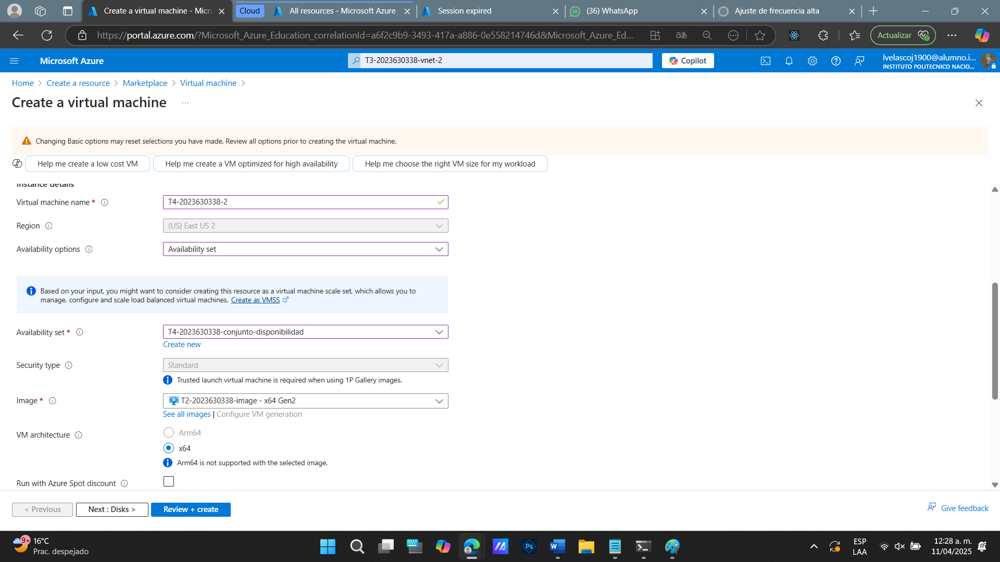 Create a virtual machine - Micr
Cloud
All resources - Microsoft Azure
Session expired
36
(36) WhatsApp
Ajuste de frecuencia alta
https://portal.azure.com/?Microsoft_Azure_Education_correlationId=a6f2c9b9-3493-417a-a886-0e558214746d&Microsoft_Azure_Ed...
Actualizar
Microsoft Azure
T3-2023630338-vnet-2
Copilot
lvelascoj1900@alumno.i...
INSTITUTO POLITECNICO NACIO...
Home > Create a resource > Marketplace > Virtual machine >
Create a virtual machine ...
Changing Basic options may reset selections you have made. Review all options prior to creating the virtual machine.
Help me create a low cost VM
Help me create a VM optimized for high availability
Help me choose the right VM size for my workload
Instance details
Virtual machine name *
T4-2023630338-2
Region
(US) East US 2
Availability options
Availability set
Based on your input, you might want to consider creating this resource as a virtual machine scale set, which allows you to
manage, configure and scale load balanced virtual machines. Create as VMSS
Availability set *
T4-2023630338-conjunto-disponibilidad
Create new
Security type
Standard
Trusted launch virtual machine is required when using 1P Gallery images.
Image *
T2-2023630338-image - x64 Gen2
See all images | Configure VM generation
VM architecture
Arm64
x64
Arm64 is not supported with the selected image.
Run with Azure Spot discount
< Previous
Next : Disks >
Review + create
Give feedback
9+
16°C
Prac. despejado
Ps
W
ESP
LAA
12:28 a. m.
11/04/2025